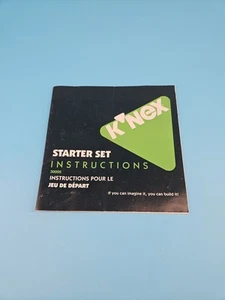 K'NEX
STARTER SET
INSTRUCTIONS
INSTRUCTIONS POUR LE
JEU DE DÉPART
If you can imagine it, you can build it!